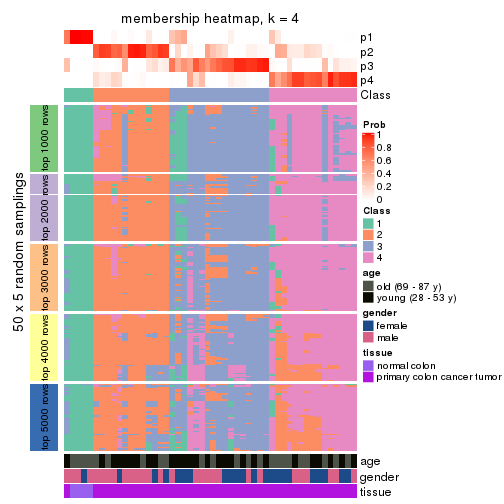 membership heatmap, k = 4
p1
p2
p3
p4
Class
50 x 5 random samplings
top 1000 rows
top 2000 rows
top 3000 rows
top 4000 rows
top 5000 rows
Prob
1
0.8
0.6
0.4
0.2
0
Class
1
2
3
4
age
old (69 - 87 y)
young (28 - 53 y)
gender
female
male
tissue
normal colon
primary colon cancer tumor
age
gender
tissue